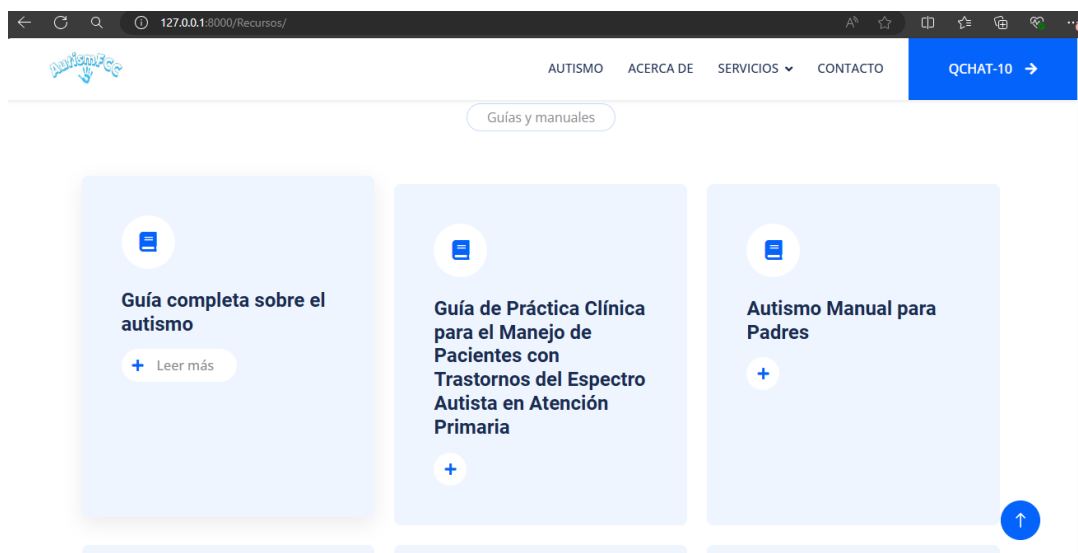 127.0.0.1:8000/Recursos/
AutismFCC
AUTISMO ACERCA DE SERVICIOS CONTACTO QCHAT-10
Guías y manuales
Guía completa sobre el
autismo
Leer más
Guía de Práctica Clínica
para el Manejo de
Pacientes con
Trastornos del Espectro
Autista en Atención
Primaria
Autismo Manual para
Padres